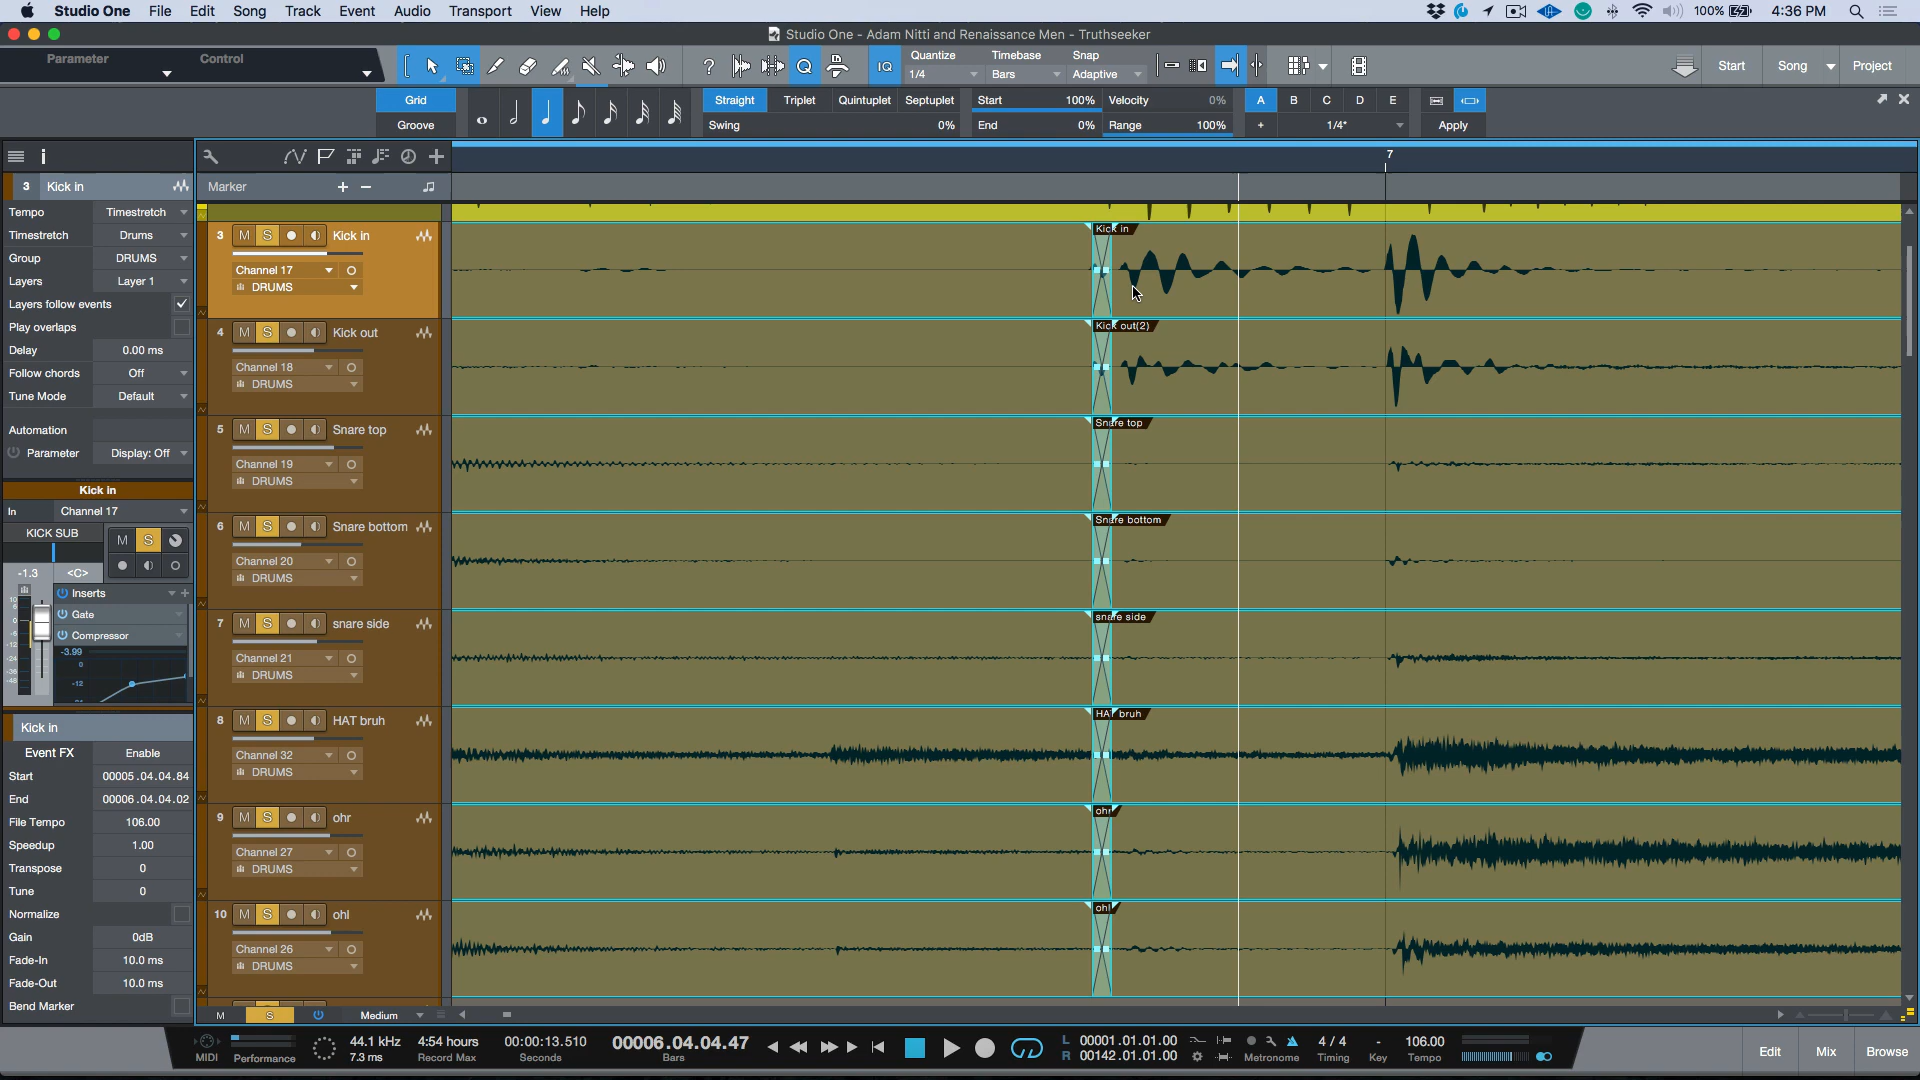 Studio One File Edit Song Track Event Audio Transport View Help
100% 4:36 PM
Studio One - Adam Nitti and Renaissance Men - Truthseeker
Parameter Control
? IQ
Quantize 1/4
Timebase Bars
Snap Adaptive
Start Song Project
Grid
Groove
Straight Triplet Quintuplet Septuplet
Swing 0%
Start 100% Velocity 0%
End 0% Range 100%
A B C D E
+ 1/4* Apply
i
7
Marker + −
3 Kick in
Tempo Timestretch
Timestretch Drums
Group DRUMS
Layers Layer 1
Layers follow events
Play overlaps
Delay 0.00 ms
Follow chords Off
Tune Mode Default
Automation
Parameter Display: Off
Kick in
In Channel 17
KICK SUB
M S
-1.3 <C>
Inserts
Gate
Compressor
-3.99
0
-12
Kick in
Event FX Enable
Start 00005.04.04.84
End 00006.04.04.02
File Tempo 106.00
Speedup 1.00
Transpose 0
Tune 0
Normalize
Gain 0dB
Fade-In 10.0 ms
Fade-Out 10.0 ms
Bend Marker
3 M S Kick in
Channel 17
DRUMS
Kick in
4 M S Kick out
Channel 18
DRUMS
Kick out(2)
5 M S Snare top
Channel 19
DRUMS
Snare top
6 M S Snare bottom
Channel 20
DRUMS
Snare bottom
7 M S snare side
Channel 21
DRUMS
snare side
8 M S HAT bruh
Channel 32
DRUMS
HAT bruh
9 M S ohr
Channel 27
DRUMS
ohr
10 M S ohl
Channel 26
DRUMS
ohl
M S Medium
MIDI Performance
44.1 kHz
7.3 ms
4:54 hours
Record Max
00:00:13.510
Seconds
00006.04.04.47
Bars
L 00001.01.01.00
R 00142.01.01.00
Metronome
4 / 4
Timing
-
Key
106.00
Tempo
Edit Mix Browse